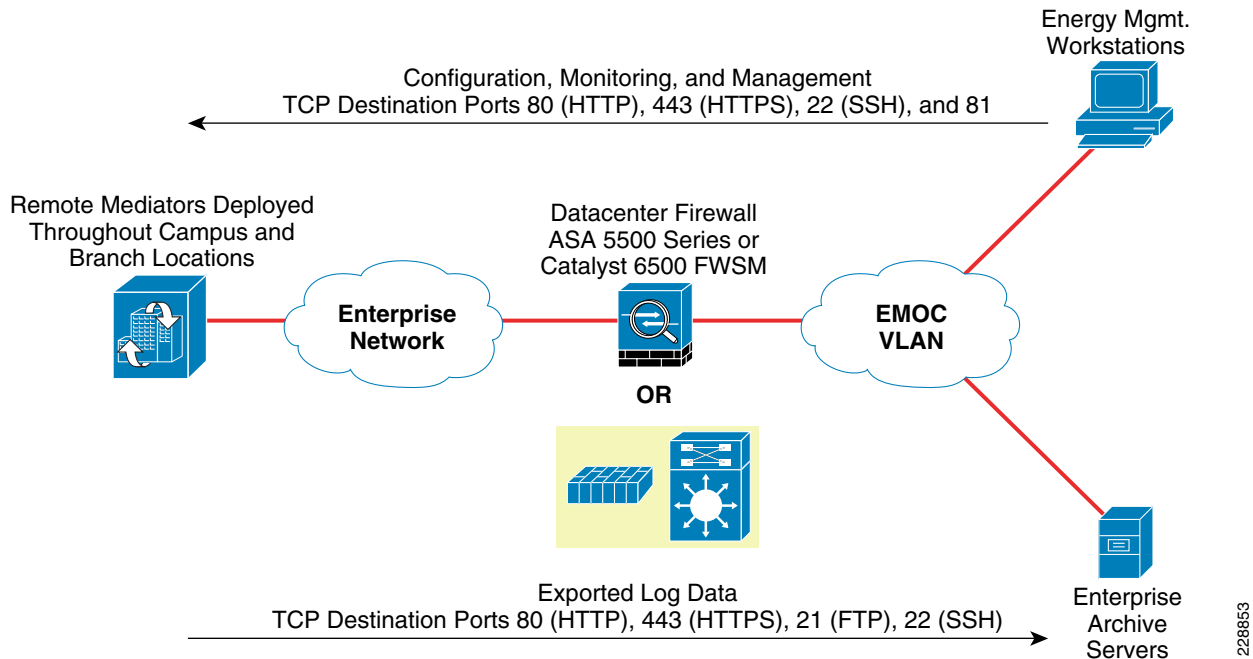 Energy Mgmt.
Workstations
Configuration, Monitoring, and Management
TCP Destination Ports 80 (HTTP), 443 (HTTPS), 22 (SSH), and 81
Remote Mediators Deployed
Throughout Campus and
Branch Locations
Datacenter Firewall
ASA 5500 Series or
Catalyst 6500 FWSM
Enterprise
Network
EMOC
VLAN
OR
Exported Log Data
TCP Destination Ports 80 (HTTP), 443 (HTTPS), 21 (FTP), 22 (SSH)
Enterprise
Archive
Servers
228853